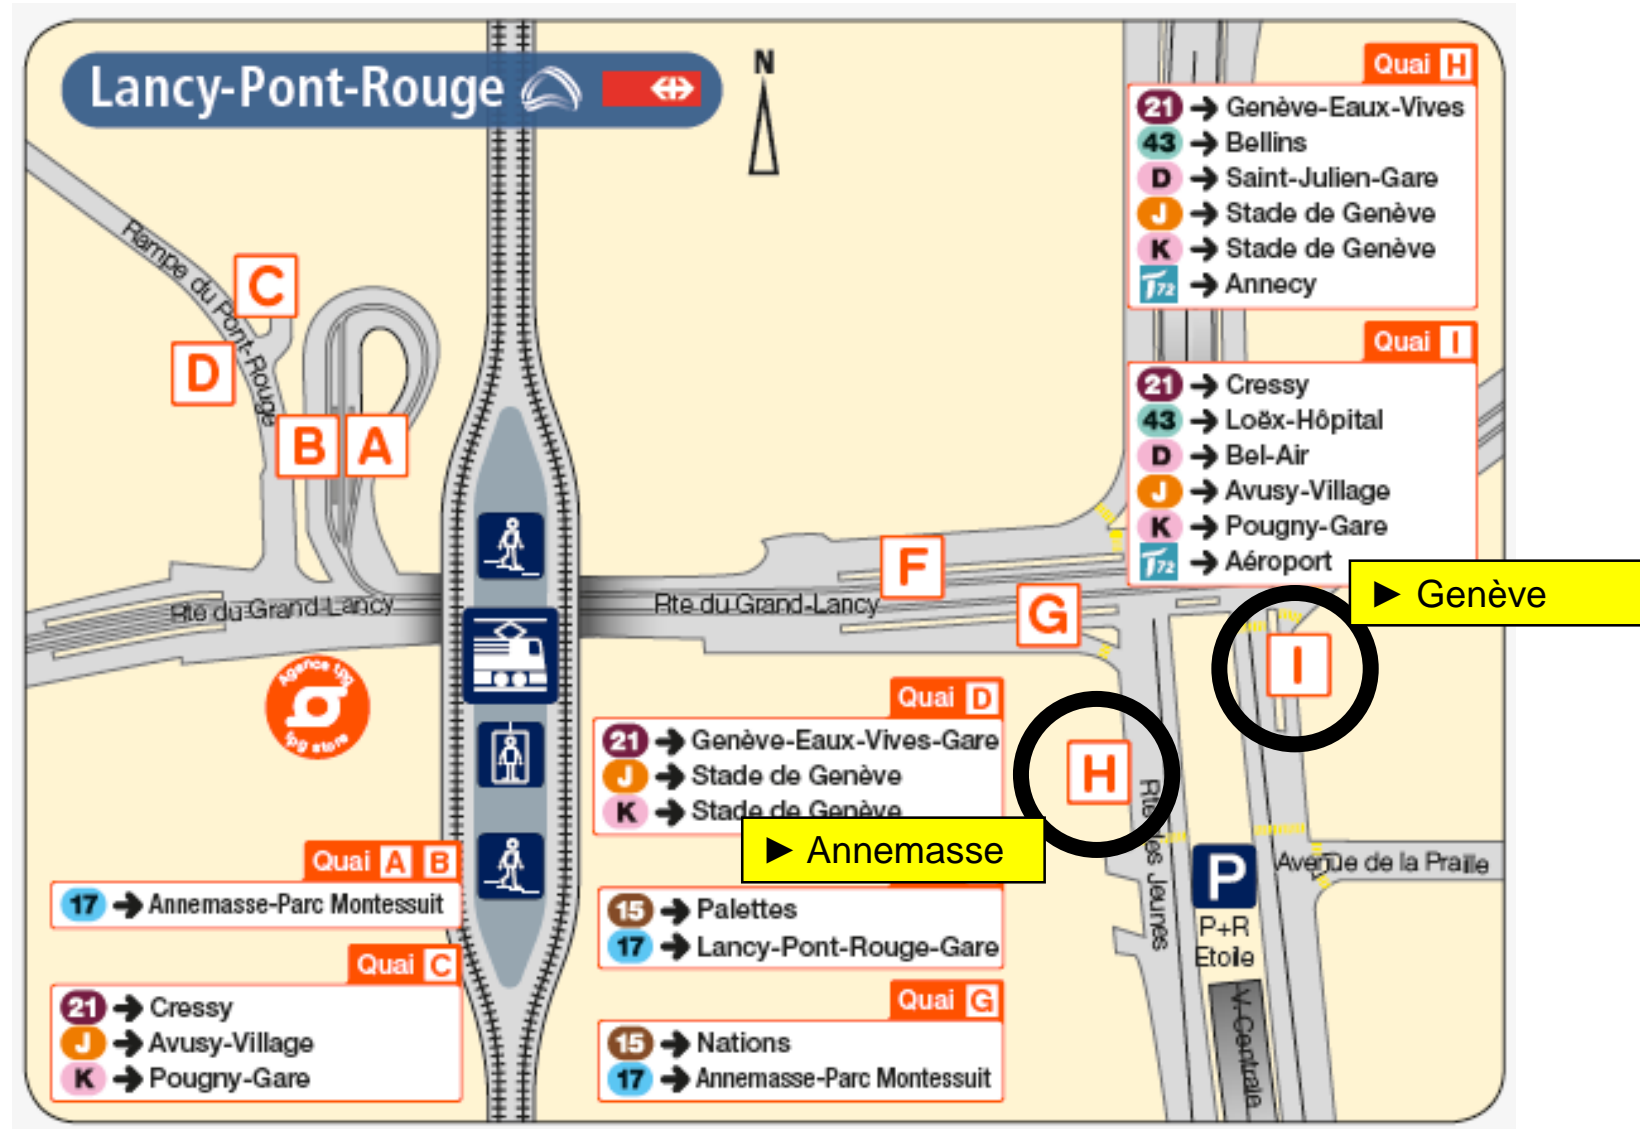 Lancy-Pont-Rouge
N
Quai H
21 → Genève-Eaux-Vives
43 → Bellins
D → Saint-Julien-Gare
J → Stade de Genève
K → Stade de Genève
T72 → Annecy
Quai I
21 → Cressy
43 → Loëx-Hôpital
D → Bel-Air
J → Avusy-Village
K → Pougny-Gare
T72 → Aéroport
► Genève
Rampe du Pont-Rouge
C
D
B
A
F
G
I
H
Rte du Grand-Lancy
Rte du Grand-Lancy
Agence tpg
tpg store
Quai D
21 → Genève-Eaux-Vives-Gare
J → Stade de Genève
K → Stade de Genève
► Annemasse
15 → Palettes
17 → Lancy-Pont-Rouge-Gare
Quai G
15 → Nations
17 → Annemasse-Parc Montessuit
Quai A B
17 → Annemasse-Parc Montessuit
Quai C
21 → Cressy
J → Avusy-Village
K → Pougny-Gare
Rte des Jeunes
P
P+R
Etoile
Avenue de la Praille
V. Centrale